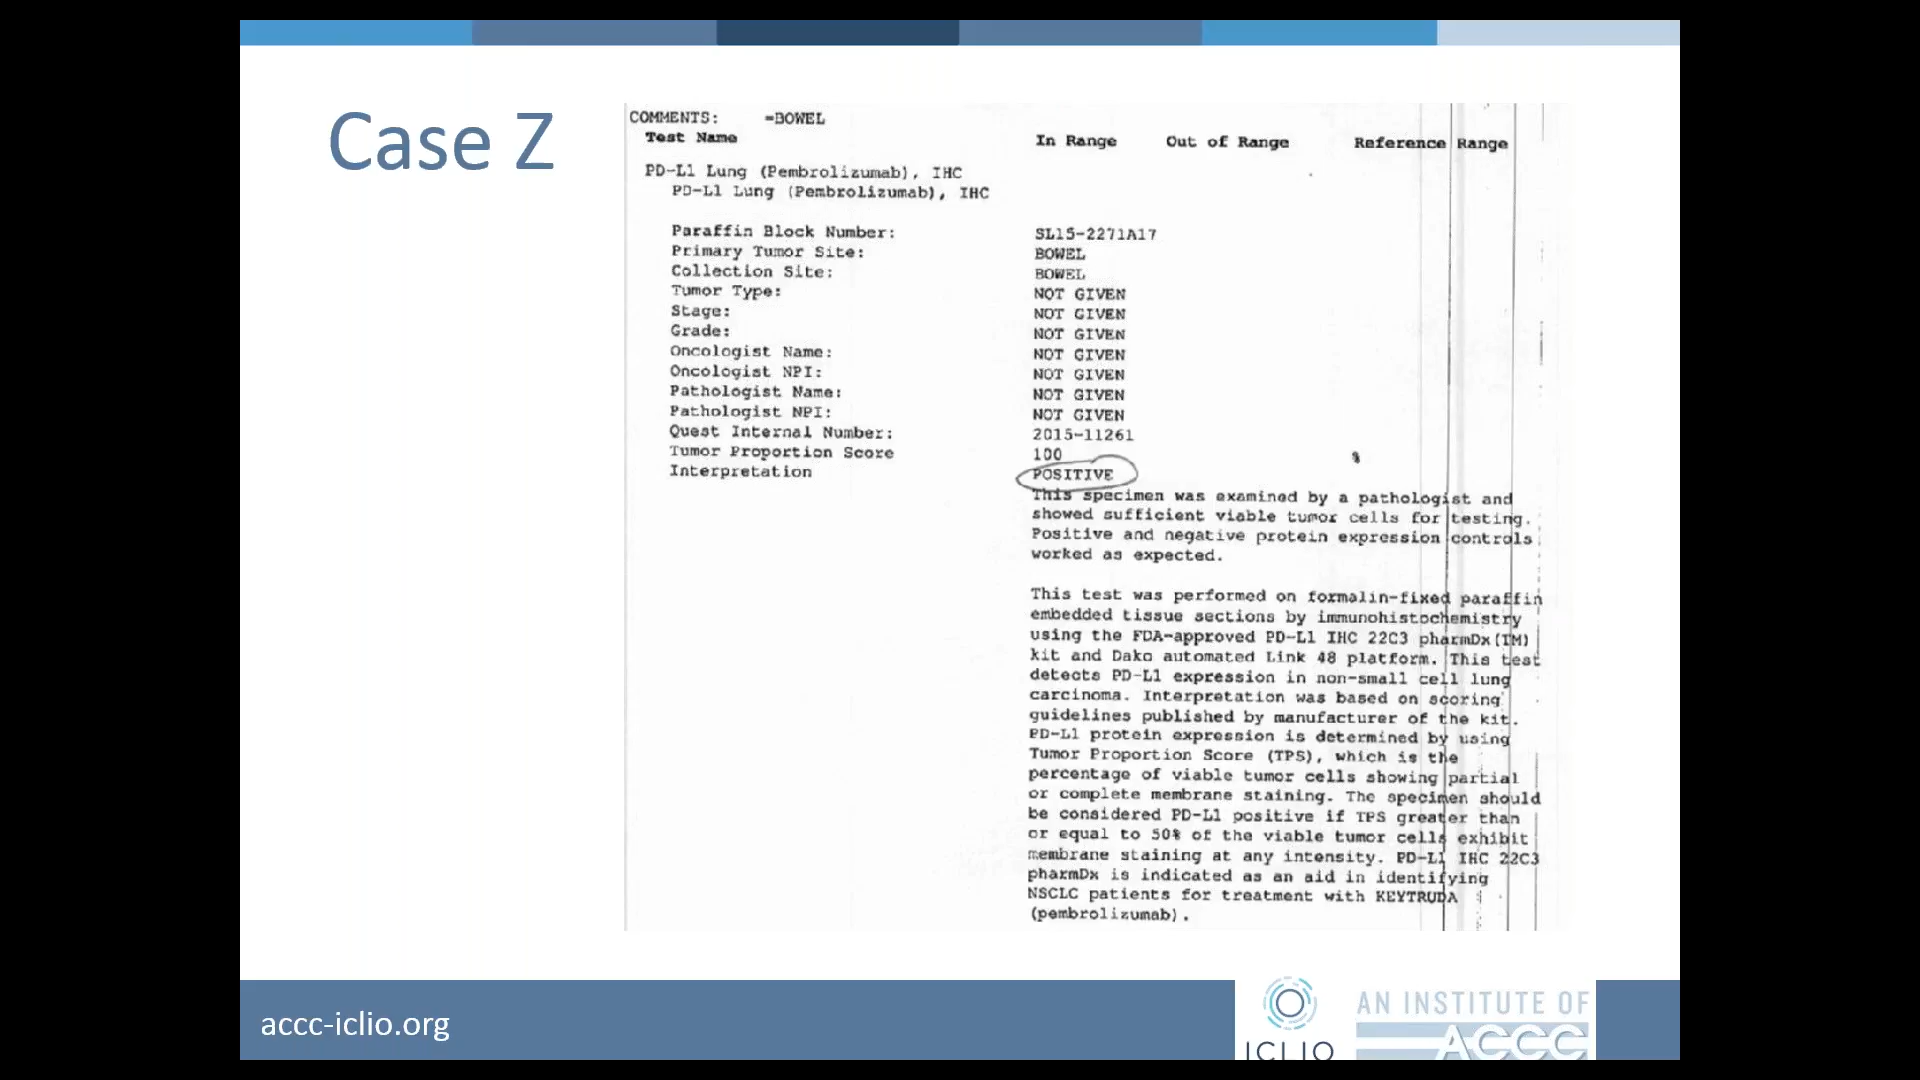 Case Z
COMMENTS: =BOWEL
Test Name In Range Out of Range Reference Range
PD-L1 Lung (Pembrolizumab), IHC
PD-L1 Lung (Pembrolizumab), IHC
Paraffin Block Number: SL15-2271A17
Primary Tumor Site: BOWEL
Collection Site: BOWEL
Tumor Type: NOT GIVEN
Stage: NOT GIVEN
Grade: NOT GIVEN
Oncologist Name: NOT GIVEN
Oncologist NPI: NOT GIVEN
Pathologist Name: NOT GIVEN
Pathologist NPI: NOT GIVEN
Quest Internal Number: 2015-11261
Tumor Proportion Score 100 %
Interpretation POSITIVE
This specimen was examined by a pathologist and
showed sufficient viable tumor cells for testing.
Positive and negative protein expression controls
worked as expected.
This test was performed on formalin-fixed paraffin
embedded tissue sections by immunohistochemistry
using the FDA-approved PD-L1 IHC 22C3 pharmDx(TM)
kit and Dako automated Link 48 platform. This test
detects PD-L1 expression in non-small cell lung
carcinoma. Interpretation was based on scoring
guidelines published by manufacturer of the kit.
PD-L1 protein expression is determined by using
Tumor Proportion Score (TPS), which is the
percentage of viable tumor cells showing partial
or complete membrane staining. The specimen should
be considered PD-L1 positive if TPS greater than
or equal to 50% of the viable tumor cells exhibit
membrane staining at any intensity. PD-L1 IHC 22C3
pharmDx is indicated as an aid in identifying
NSCLC patients for treatment with KEYTRUDA
(pembrolizumab).
accc-iclio.org
ICLIO
AN INSTITUTE OF
ACCC